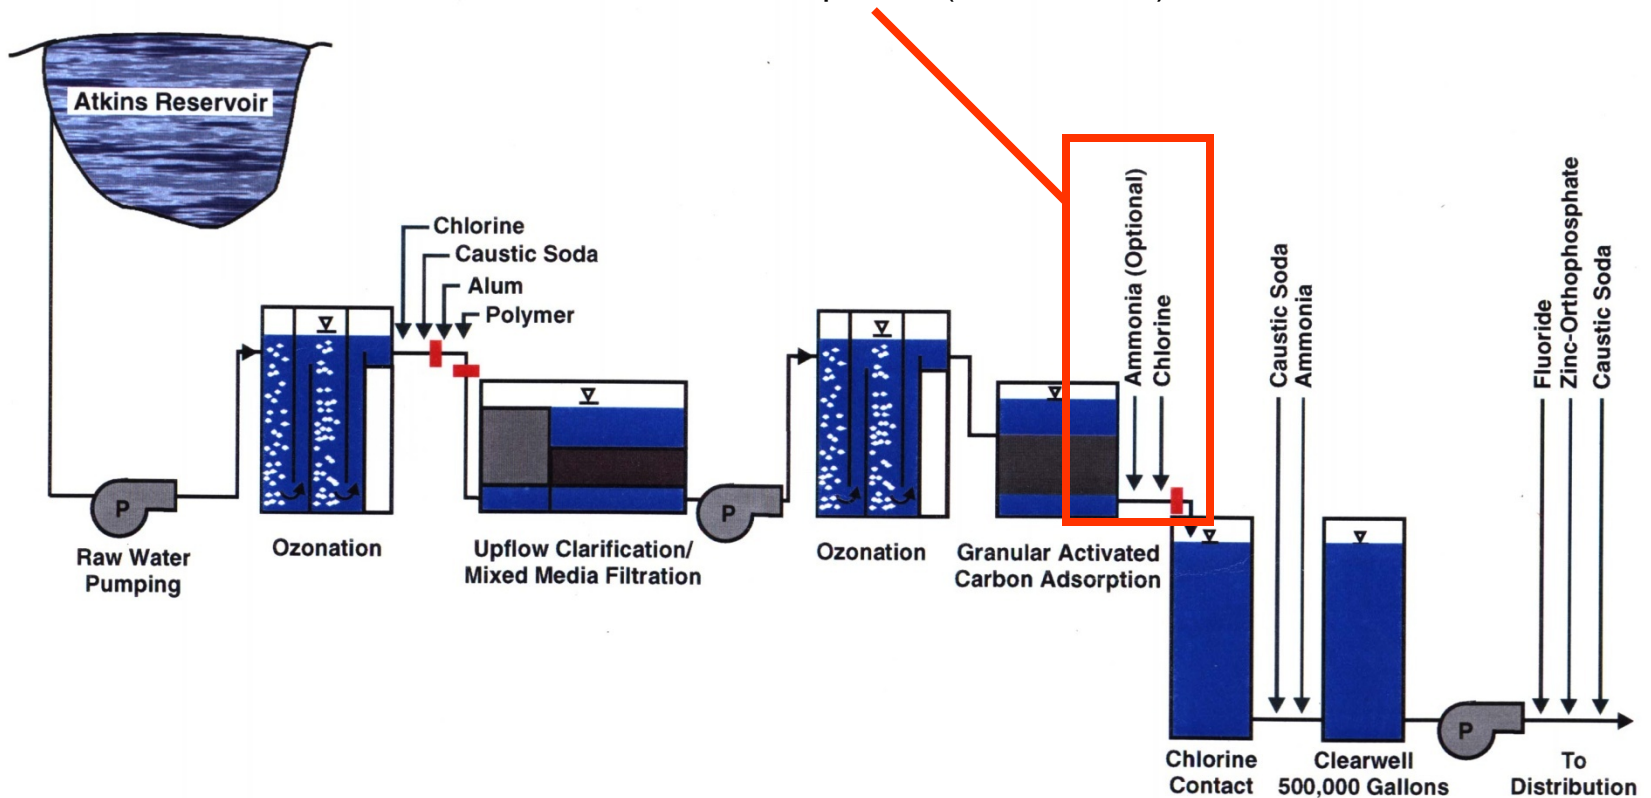 Atkins Reservoir
Chlorine
Caustic Soda
Alum
Polymer
P
Raw Water
Pumping
Ozonation
Upflow Clarification/
Mixed Media Filtration
P
Ozonation
Granular Activated
Carbon Adsorption
Ammonia (Optional)
Chlorine
Chlorine
Contact
Caustic Soda
Ammonia
Clearwell
500,000 Gallons
P
Fluoride
Zinc-Orthophosphate
Caustic Soda
To
Distribution